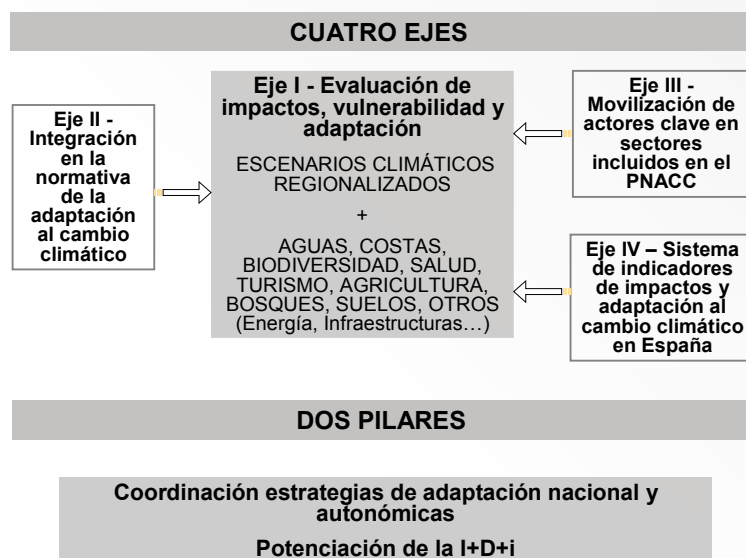 CUATRO EJES
Eje II -
Integración
en la
normativa
de la
adaptación
al cambio
climático
Eje I - Evaluación de
impactos, vulnerabilidad y
adaptación
ESCENARIOS CLIMÁTICOS
REGIONALIZADOS
+
AGUAS, COSTAS,
BIODIVERSIDAD, SALUD,
TURISMO, AGRICULTURA,
BOSQUES, SUELOS, OTROS
(Energía, Infraestructuras…)
Eje III -
Movilización de
actores clave en
sectores
incluidos en el
PNACC
Eje IV – Sistema
de indicadores
de impactos y
adaptación al
cambio climático
en España
DOS PILARES
Coordinación estrategias de adaptación nacional y
autonómicas
Potenciación de la I+D+i